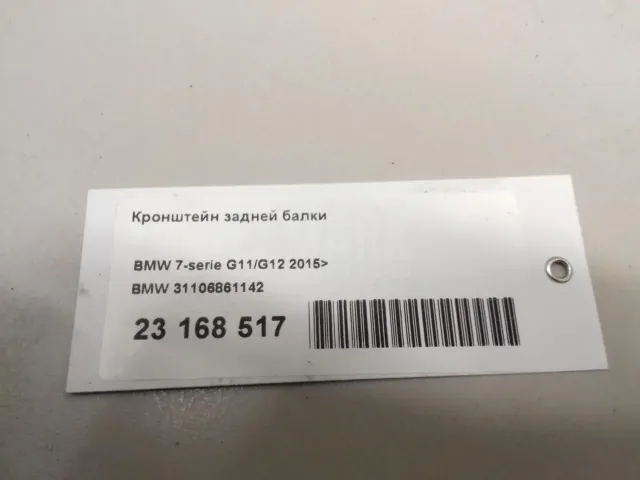 Кронштейн задней балки
BMW 7-serie G11/G12 2015>
BMW 31106861142
23 168 517